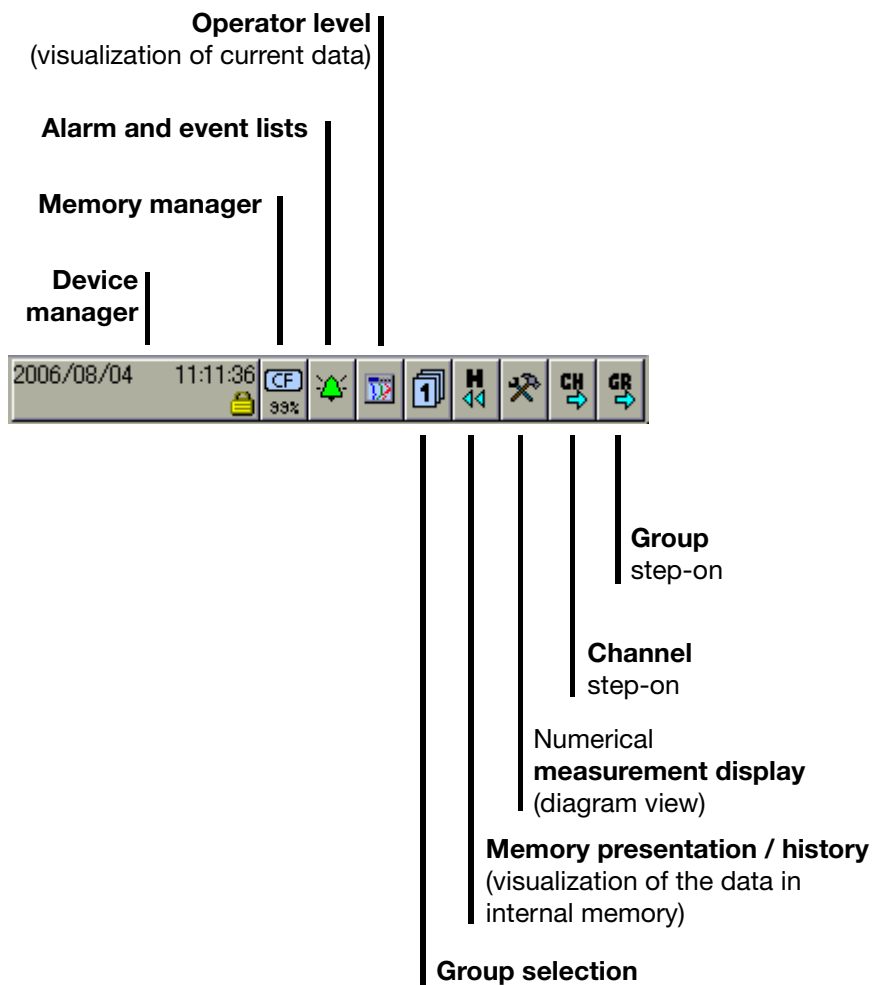 Operator level
(visualization of current data)
Alarm and event lists
Memory manager
Device
manager
2006/08/04 11:11:36
CF
99%
1
H
CH
GR
Group
step-on
Channel
step-on
Numerical
measurement display
(diagram view)
Memory presentation / history
(visualization of the data in
internal memory)
Group selection